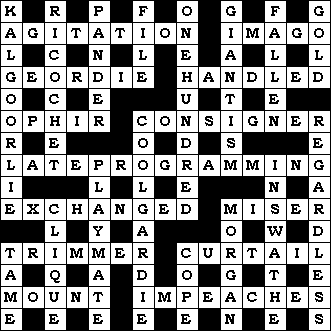 K R P F O G F G
AGITATION IMAGO
L C N L E A L L
GEORDIE HANDLED
O C E U T E
OPHIR CONSIGNER
R E O D S E
LATEPROGRAMMING
I L L E N A
EXCHANGED MISER
L Y A O W D
TRIMMER CURTAIL
A Q A D O G T E
MOUNT IMPEACHES
E E E E E N E S